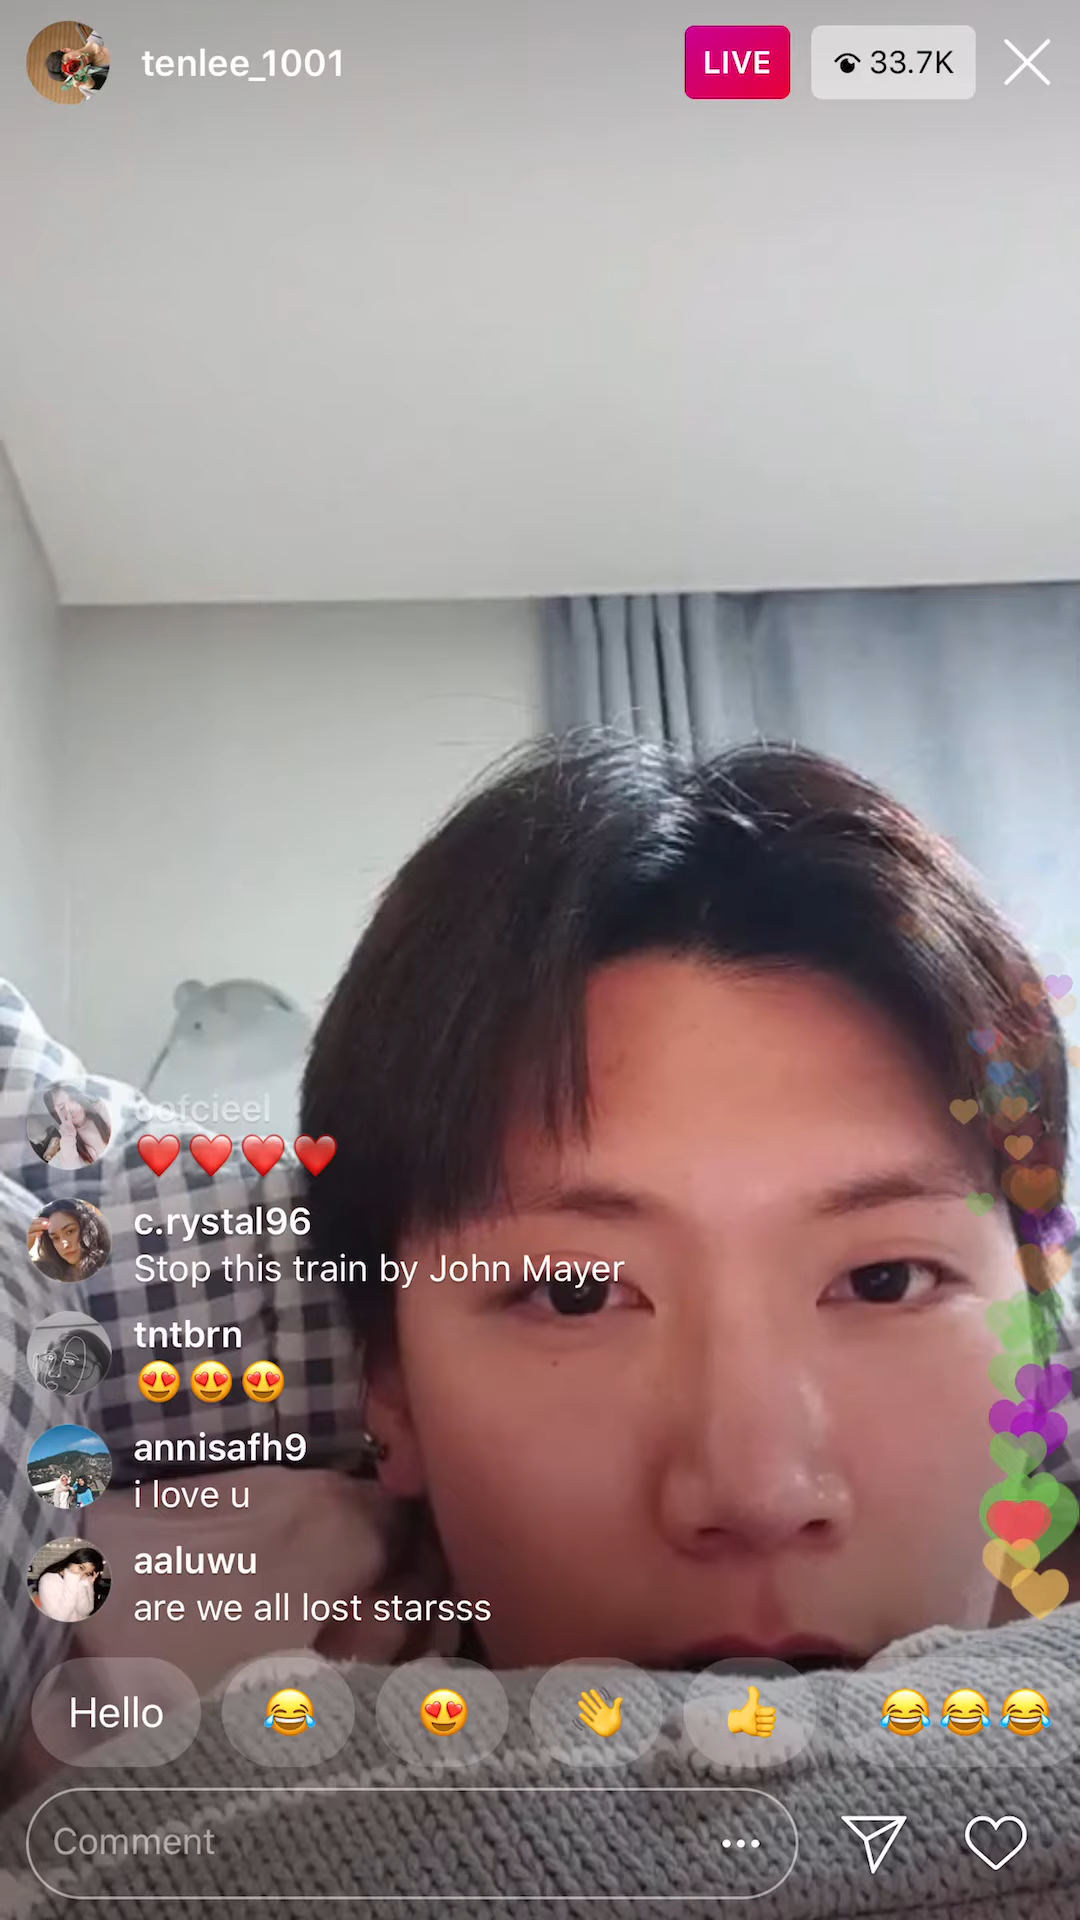 tenlee_1001
LIVE
33.7K
oofcieel
❤️❤️❤️❤️
c.rystal96
Stop this train by John Mayer
tntbrn
😍😍😍
annisafh9
i love u
aaluwu
are we all lost starsss
Hello 😂 😍 👋 👍 😂😂😂
Comment